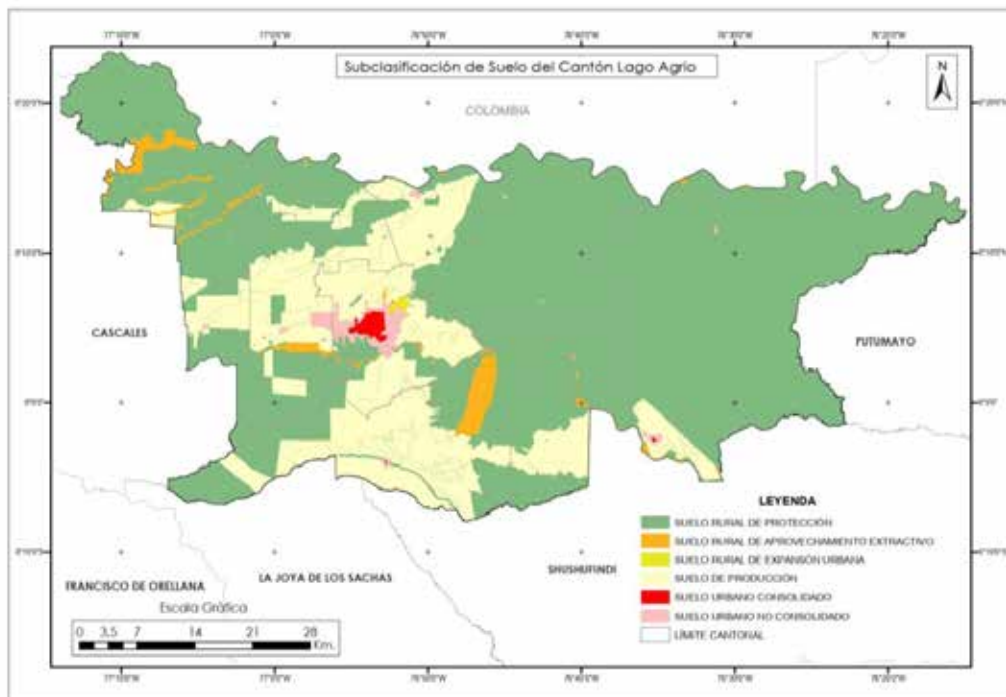 Subclasificación de Suelo del Cantón Lago Agrio
N
COLOMBIA
CASCALES
PUTUMAYO
LEYENDA
SUELO RURAL DE PROTECCIÓN
SUELO RURAL DE APROVECHAMIENTO EXTRACTIVO
SUELO RURAL DE EXPANSÓN URBANA
SUELO DE PRODUCCIÓN
SUELO URBANO CONSOLIDADO
SUELO URBANO NO CONSOLIDADO
LÍMITE CANTONAL
FRANCISCO DE ORELLANA
LA JOYA DE LOS SACHAS
SHUSHUFINDI
Escala Gráfica
0 3,5 7 14 21 28
Km.